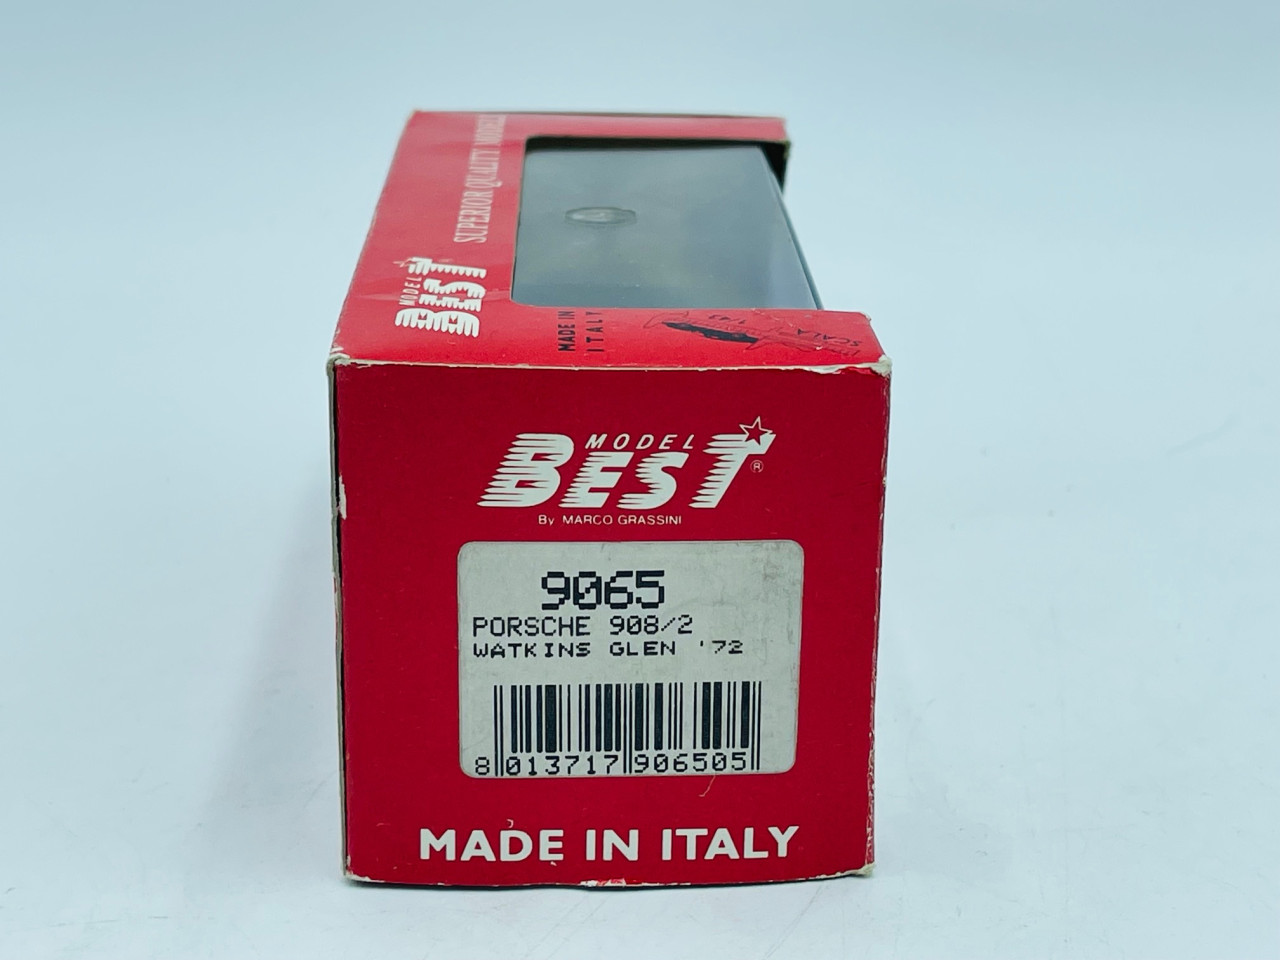 SUPERIOR QUALITY MODELS
MODEL
BEST
MADE IN
ITALY
SCALA 1/43
MODEL
BEST®
By MARCO GRASSINI
9065
PORSCHE 908/2
WATKINS GLEN '72
8 013717 906505
MADE IN ITALY